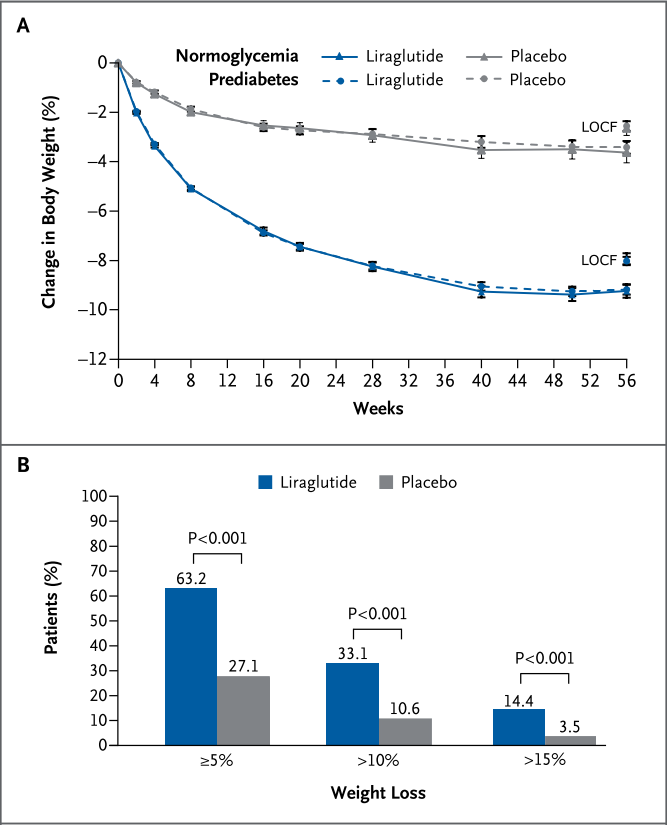 A
Normoglycemia Liraglutide Placebo
Prediabetes Liraglutide Placebo
Change in Body Weight (%)
0
−2
−4
−6
−8
−10
−12
LOCF
LOCF
0 4 8 12 16 20 24 28 32 36 40 44 48 52 56
Weeks
B
Liraglutide Placebo
Patients (%)
100
90
80
70
60
50
40
30
20
10
0
P<0.001
63.2
27.1
P<0.001
33.1
10.6
P<0.001
14.4
3.5
≥5% >10% >15%
Weight Loss